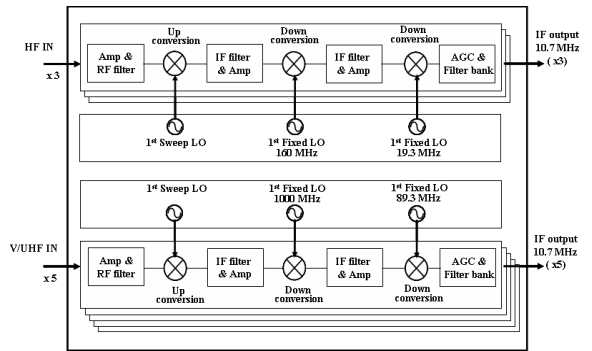 HF IN
x 3
Up
conversion
Down
conversion
Down
conversion
IF output
10.7 MHz
( x3)
Amp &
RF filter
IF filter
& Amp
IF filter
& Amp
AGC &
Filter bank
1st Sweep LO
1st Fixed LO
160 MHz
1st Fixed LO
19.3 MHz
1st Sweep LO
1st Fixed LO
1000 MHz
1st Fixed LO
89.3 MHz
V/UHF IN
x 5
Amp &
RF filter
IF filter
& Amp
IF filter
& Amp
AGC &
Filter bank
Up
conversion
Down
conversion
Down
conversion
IF output
10.7 MHz
( x5)